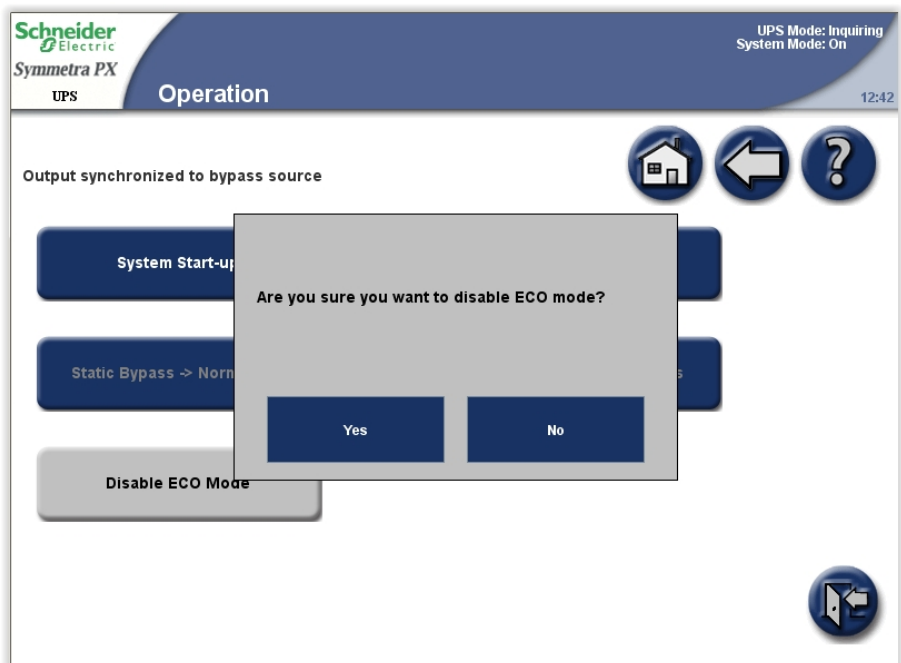 Schneider
Electric
Symmetra PX
UPS
Operation
UPS Mode: Inquiring
System Mode: On
12:42
Output synchronized to bypass source
System Start-up
Are you sure you want to disable ECO mode?
Static Bypass -> Norm
s
Yes
No
Disable ECO Mode